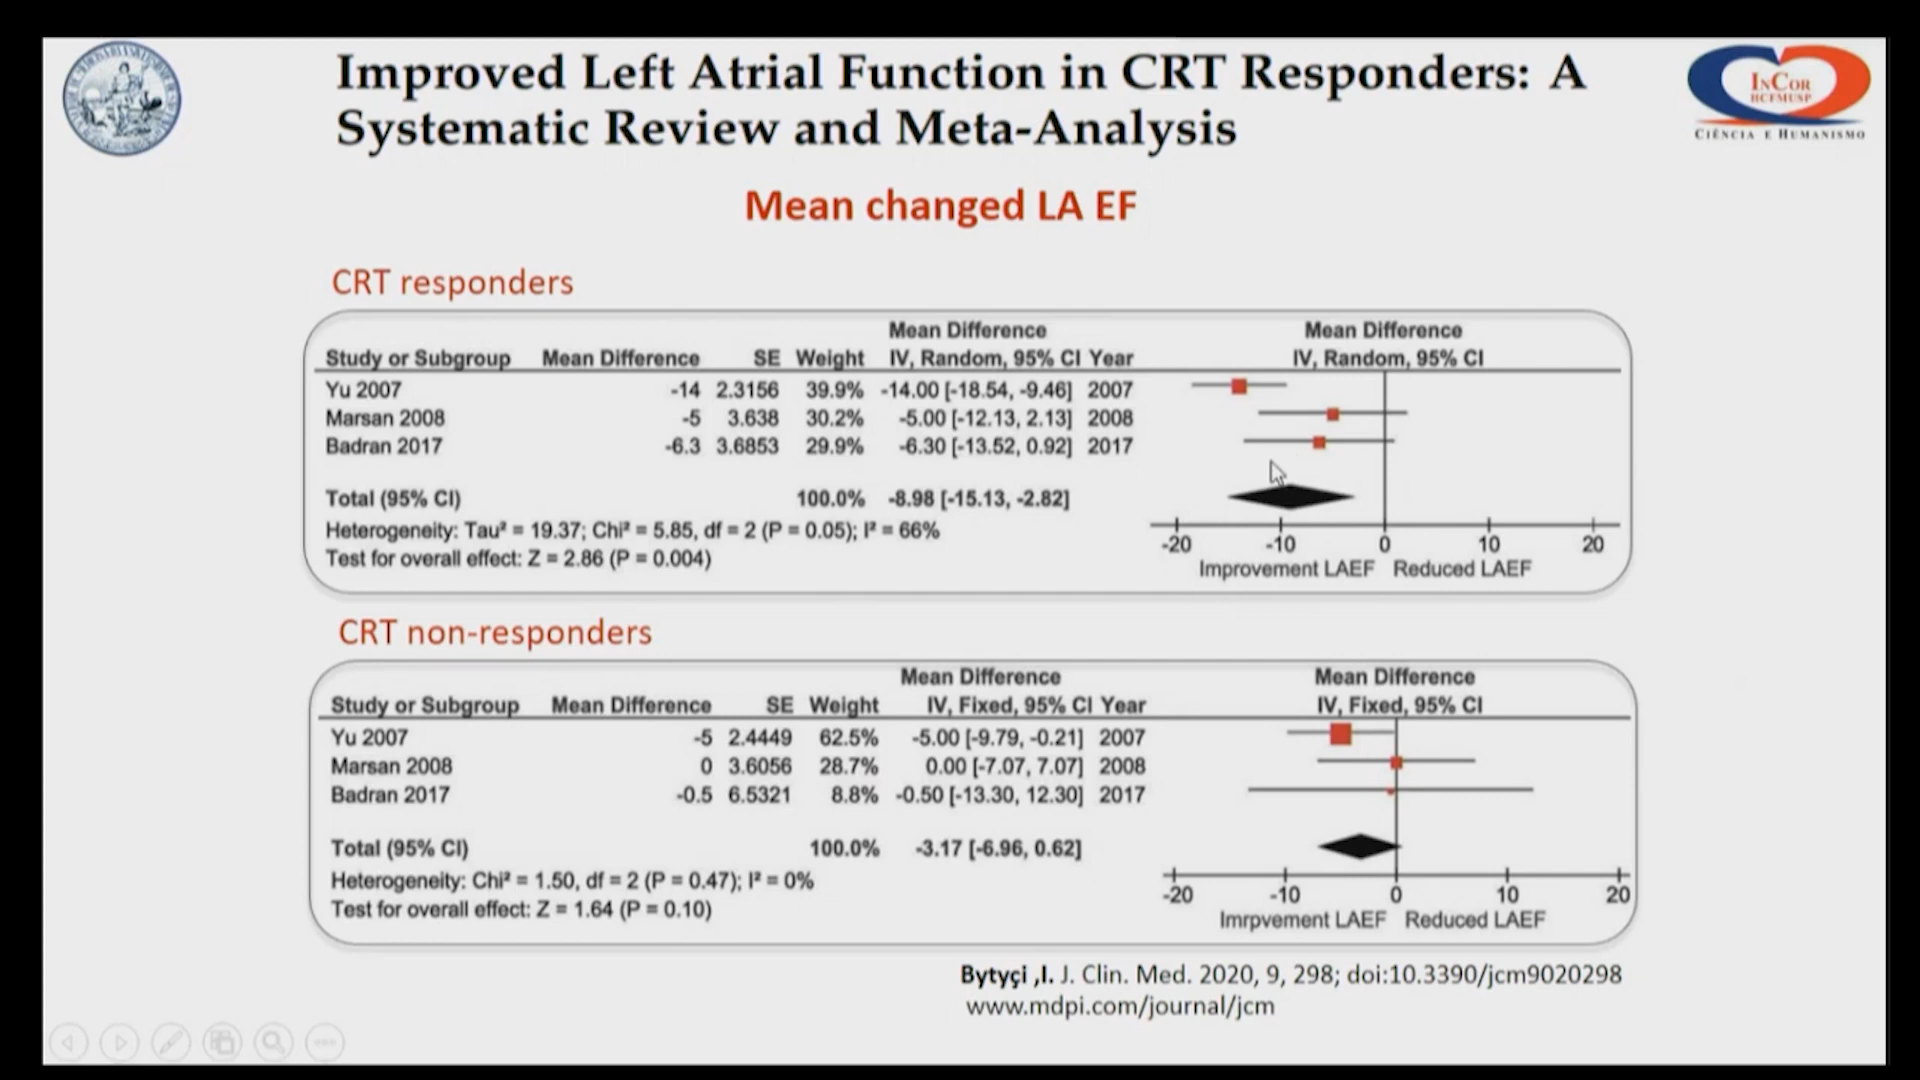 Improved Left Atrial Function in CRT Responders: A
Systematic Review and Meta-Analysis
INCOR
HCFMUSP
CIÊNCIA E HUMANISMO
Mean changed LA EF
CRT responders
Mean Difference Mean Difference
Study or Subgroup Mean Difference SE Weight IV, Random, 95% CI Year IV, Random, 95% CI
Yu 2007 -14 2.3156 39.9% -14.00 [-18.54, -9.46] 2007
Marsan 2008 -5 3.638 30.2% -5.00 [-12.13, 2.13] 2008
Badran 2017 -6.3 3.6853 29.9% -6.30 [-13.52, 0.92] 2017
Total (95% CI) 100.0% -8.98 [-15.13, -2.82]
Heterogeneity: Tau² = 19.37; Chi² = 5.85, df = 2 (P = 0.05); I² = 66%
Test for overall effect: Z = 2.86 (P = 0.004)
-20 -10 0 10 20
Improvement LAEF Reduced LAEF
CRT non-responders
Mean Difference Mean Difference
Study or Subgroup Mean Difference SE Weight IV, Fixed, 95% CI Year IV, Fixed, 95% CI
Yu 2007 -5 2.4449 62.5% -5.00 [-9.79, -0.21] 2007
Marsan 2008 0 3.6056 28.7% 0.00 [-7.07, 7.07] 2008
Badran 2017 -0.5 6.5321 8.8% -0.50 [-13.30, 12.30] 2017
Total (95% CI) 100.0% -3.17 [-6.96, 0.62]
Heterogeneity: Chi² = 1.50, df = 2 (P = 0.47); I² = 0%
Test for overall effect: Z = 1.64 (P = 0.10)
-20 -10 0 10 20
Imrpvement LAEF Reduced LAEF
Bytyçi ,I. J. Clin. Med. 2020, 9, 298; doi:10.3390/jcm9020298
www.mdpi.com/journal/jcm